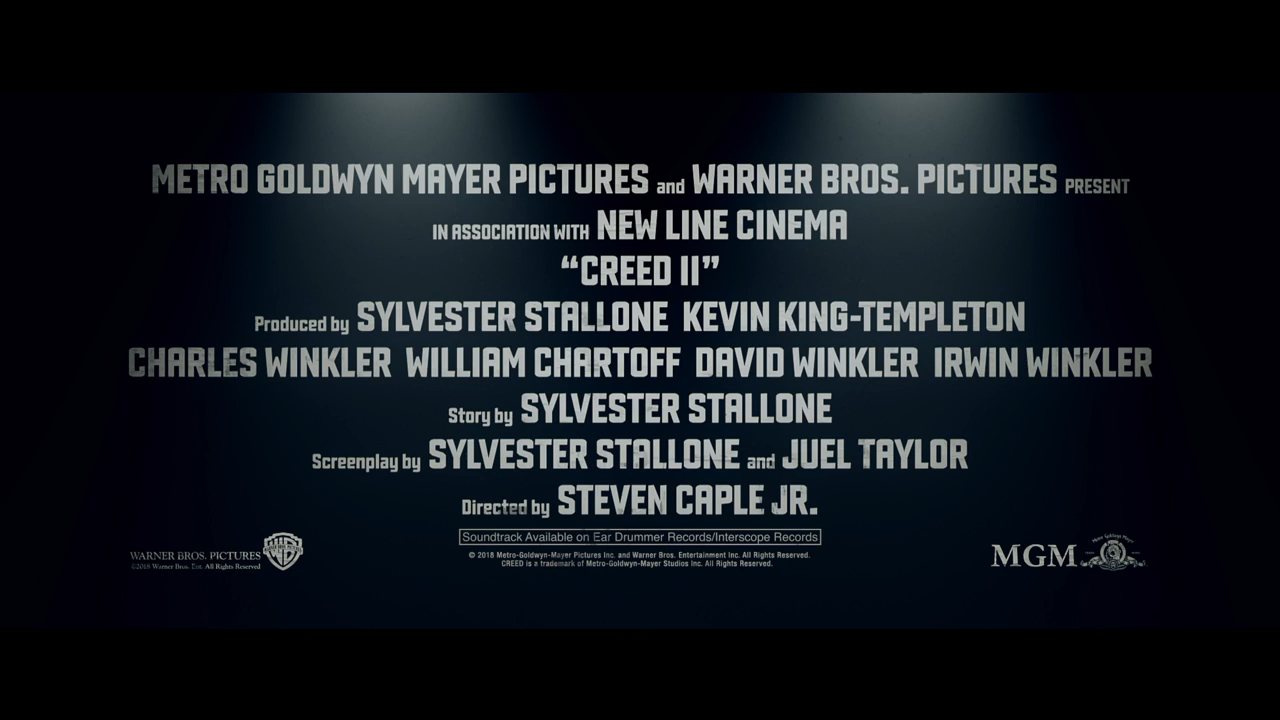 METRO GOLDWYN MAYER PICTURES and WARNER BROS. PICTURES PRESENT
IN ASSOCIATION WITH NEW LINE CINEMA
“CREED II”
Produced by SYLVESTER STALLONE KEVIN KING-TEMPLETON
CHARLES WINKLER WILLIAM CHARTOFF DAVID WINKLER IRWIN WINKLER
Story by SYLVESTER STALLONE
Screenplay by SYLVESTER STALLONE and JUEL TAYLOR
Directed by STEVEN CAPLE JR.
Soundtrack Available on Ear Drummer Records/Interscope Records
WARNER BROS. PICTURES
©2018 Warner Bros. Ent. All Rights Reserved
© 2018 Metro-Goldwyn-Mayer Pictures Inc. and Warner Bros. Entertainment Inc. All Rights Reserved.
CREED is a trademark of Metro-Goldwyn-Mayer Studios Inc. All Rights Reserved.
MGM